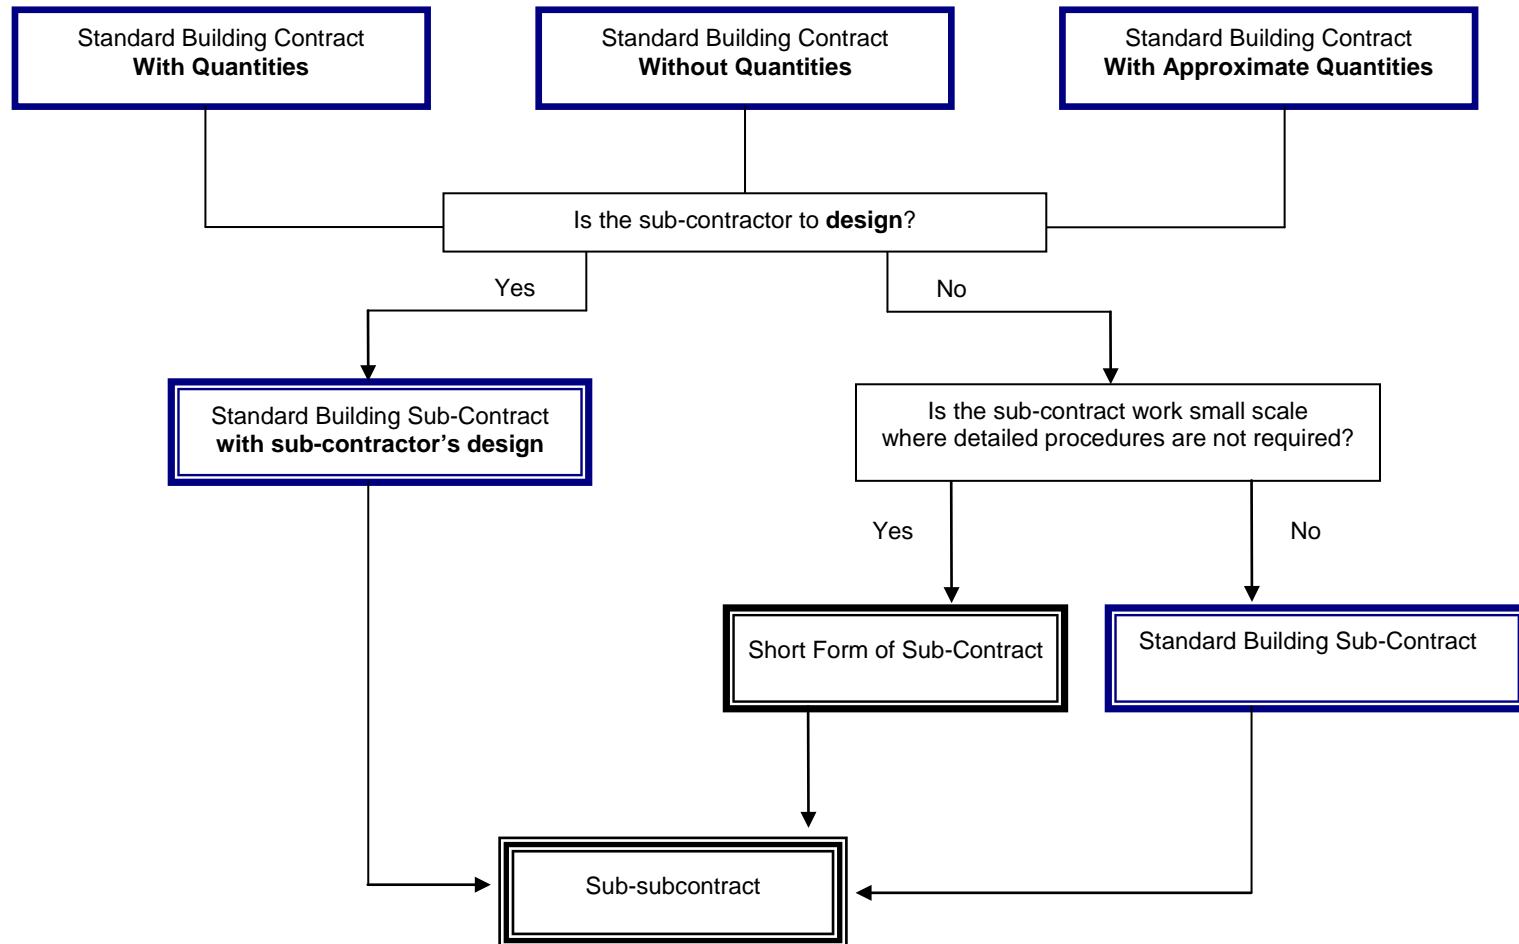 Standard Building Contract
With Quantities
Standard Building Contract
Without Quantities
Standard Building Contract
With Approximate Quantities
Is the sub-contractor to design?
Yes
No
Standard Building Sub-Contract
with sub-contractor’s design
Is the sub-contract work small scale
where detailed procedures are not required?
Yes
No
Short Form of Sub-Contract
Standard Building Sub-Contract
Sub-subcontract